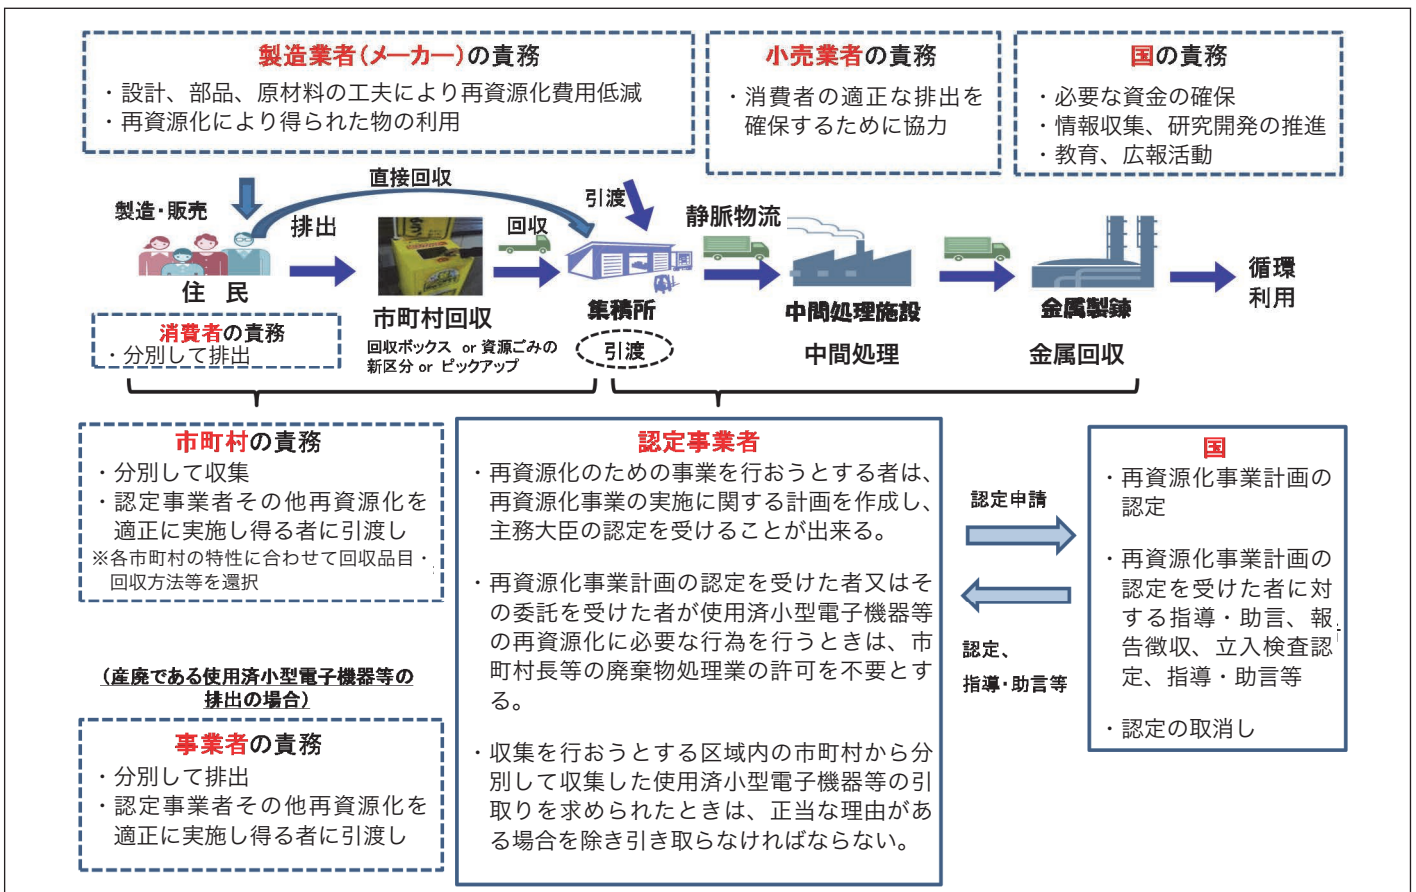 製造業者(メーカー)の責務
・設計、部品、原材料の工夫により再資源化費用低減
・再資源化により得られた物の利用
小売業者の責務
・消費者の適正な排出を
確保するために協力
国の責務
・必要な資金の確保
・情報収集、研究開発の推進
・教育、広報活動
直接回収
製造・販売
排出
回収
引渡
静脈物流
住 民
市町村回収
回収ボックス or 資源ごみの
新区分 or ピックアップ
集積所
引渡
中間処理施設
中間処理
金属製錬
金属回収
循環
利用
消費者の責務
・分別して排出
市町村の責務
・分別して収集
・認定事業者その他再資源化を
適正に実施し得る者に引渡し
※各市町村の特性に合わせて回収品目・
回収方法等を選択
(産廃である使用済小型電子機器等の
排出の場合)
事業者の責務
・分別して排出
・認定事業者その他再資源化を
適正に実施し得る者に引渡し
認定事業者
・再資源化のための事業を行おうとする者は、
再資源化事業の実施に関する計画を作成し、
主務大臣の認定を受けることが出来る。
・再資源化事業計画の認定を受けた者又はそ
の委託を受けた者が使用済小型電子機器等
の再資源化に必要な行為を行うときは、市
町村長等の廃棄物処理業の許可を不要とす
る。
・収集を行おうとする区域内の市町村から分
別して収集した使用済小型電子機器等の引
取りを求められたときは、正当な理由があ
る場合を除き引き取らなければならない。
認定申請
認定、
指導・助言等
国
・再資源化事業計画の
認定
・再資源化事業計画の
認定を受けた者に対
する指導・助言、報
告徴収、立入検査認
定、指導・助言等
・認定の取消し